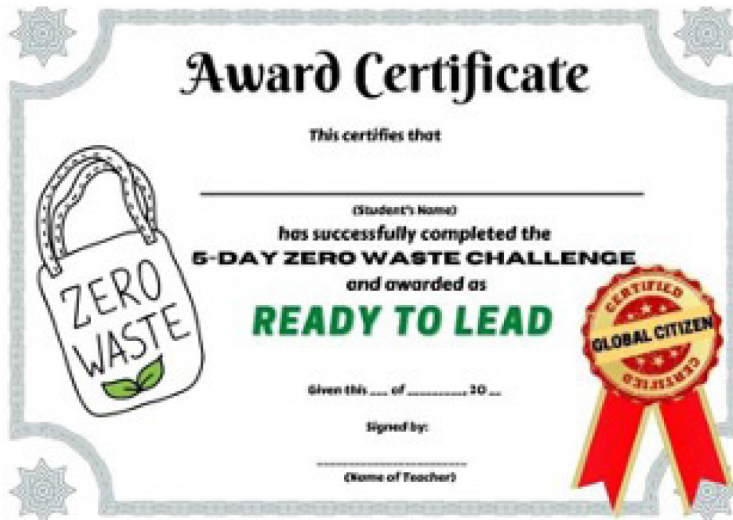 Award Certificate
This certifies that
(Student's Name)
has successfully completed the
5-DAY ZERO WASTE CHALLENGE
and awarded as
READY TO LEAD
ZERO
WASTE
CERTIFIED
GLOBAL CITIZEN
CERTIFIED
Given this ___ of _________, 20 __
Signed by:
______________________
(Name of Teacher)